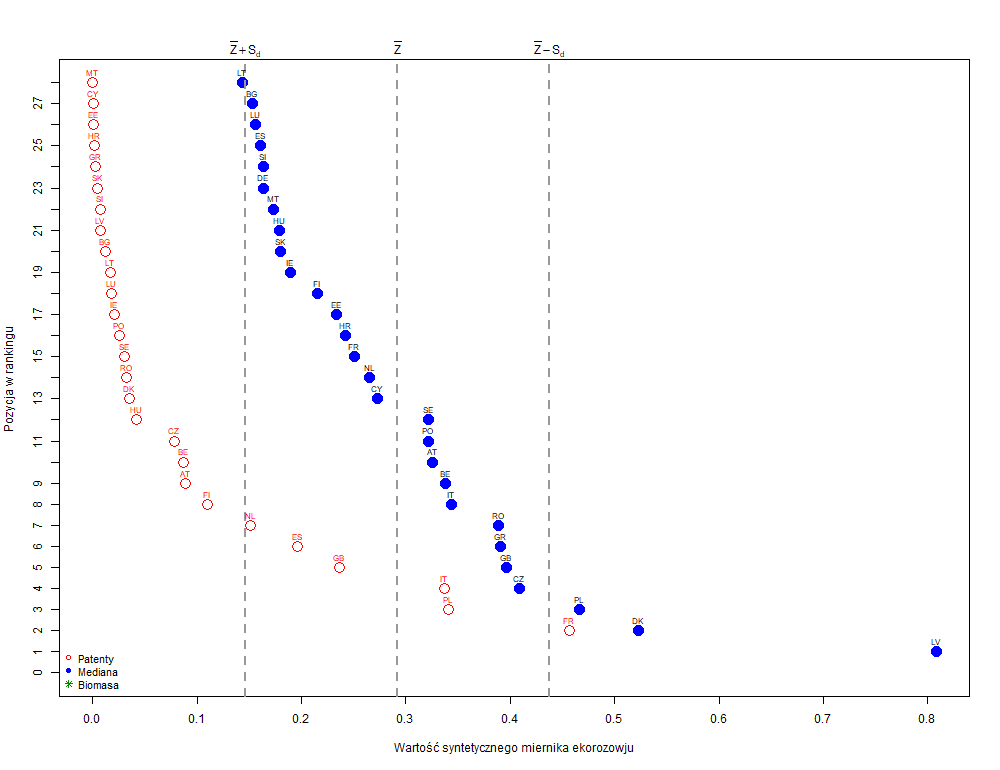 Z̅ + Sd Z̅ Z̅ − Sd
MT LT
CY BG
EE LU
HR ES
GR SI
SK DE
SI MT
LV HU
BG SK
LT IE
LU FI
IE EE
PO HR
SE FR
RO NL
DK CY
HU SE
CZ PO
BE AT
AT BE
FI IT
NL RO
ES GR
GB GB
IT CZ
PL PL
FR DK
LV
27
25
23
21
19
17
15
13
11
9
8
7
6
5
4
3
2
1
0
Pozycja w rankingu
Patenty
Mediana
Biomasa
0.0 0.1 0.2 0.3 0.4 0.5 0.6 0.7 0.8
Wartość syntetycznego miernika ekorozowju